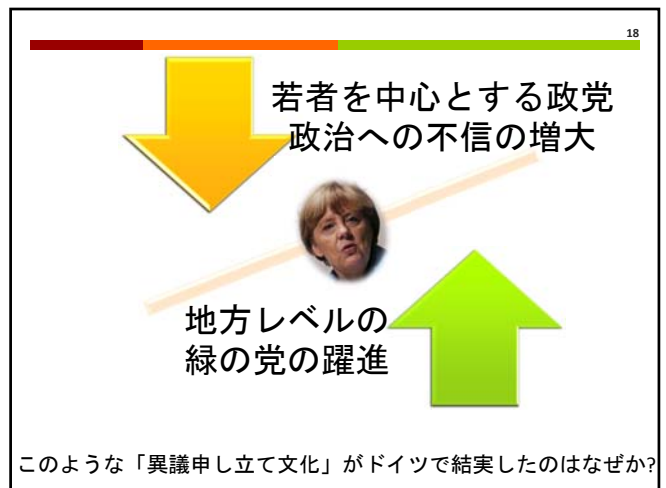 18
若者を中心とする政党
政治への不信の増大
地方レベルの
緑の党の躍進
このような「異議申し立て文化」がドイツで結実したのはなぜか?